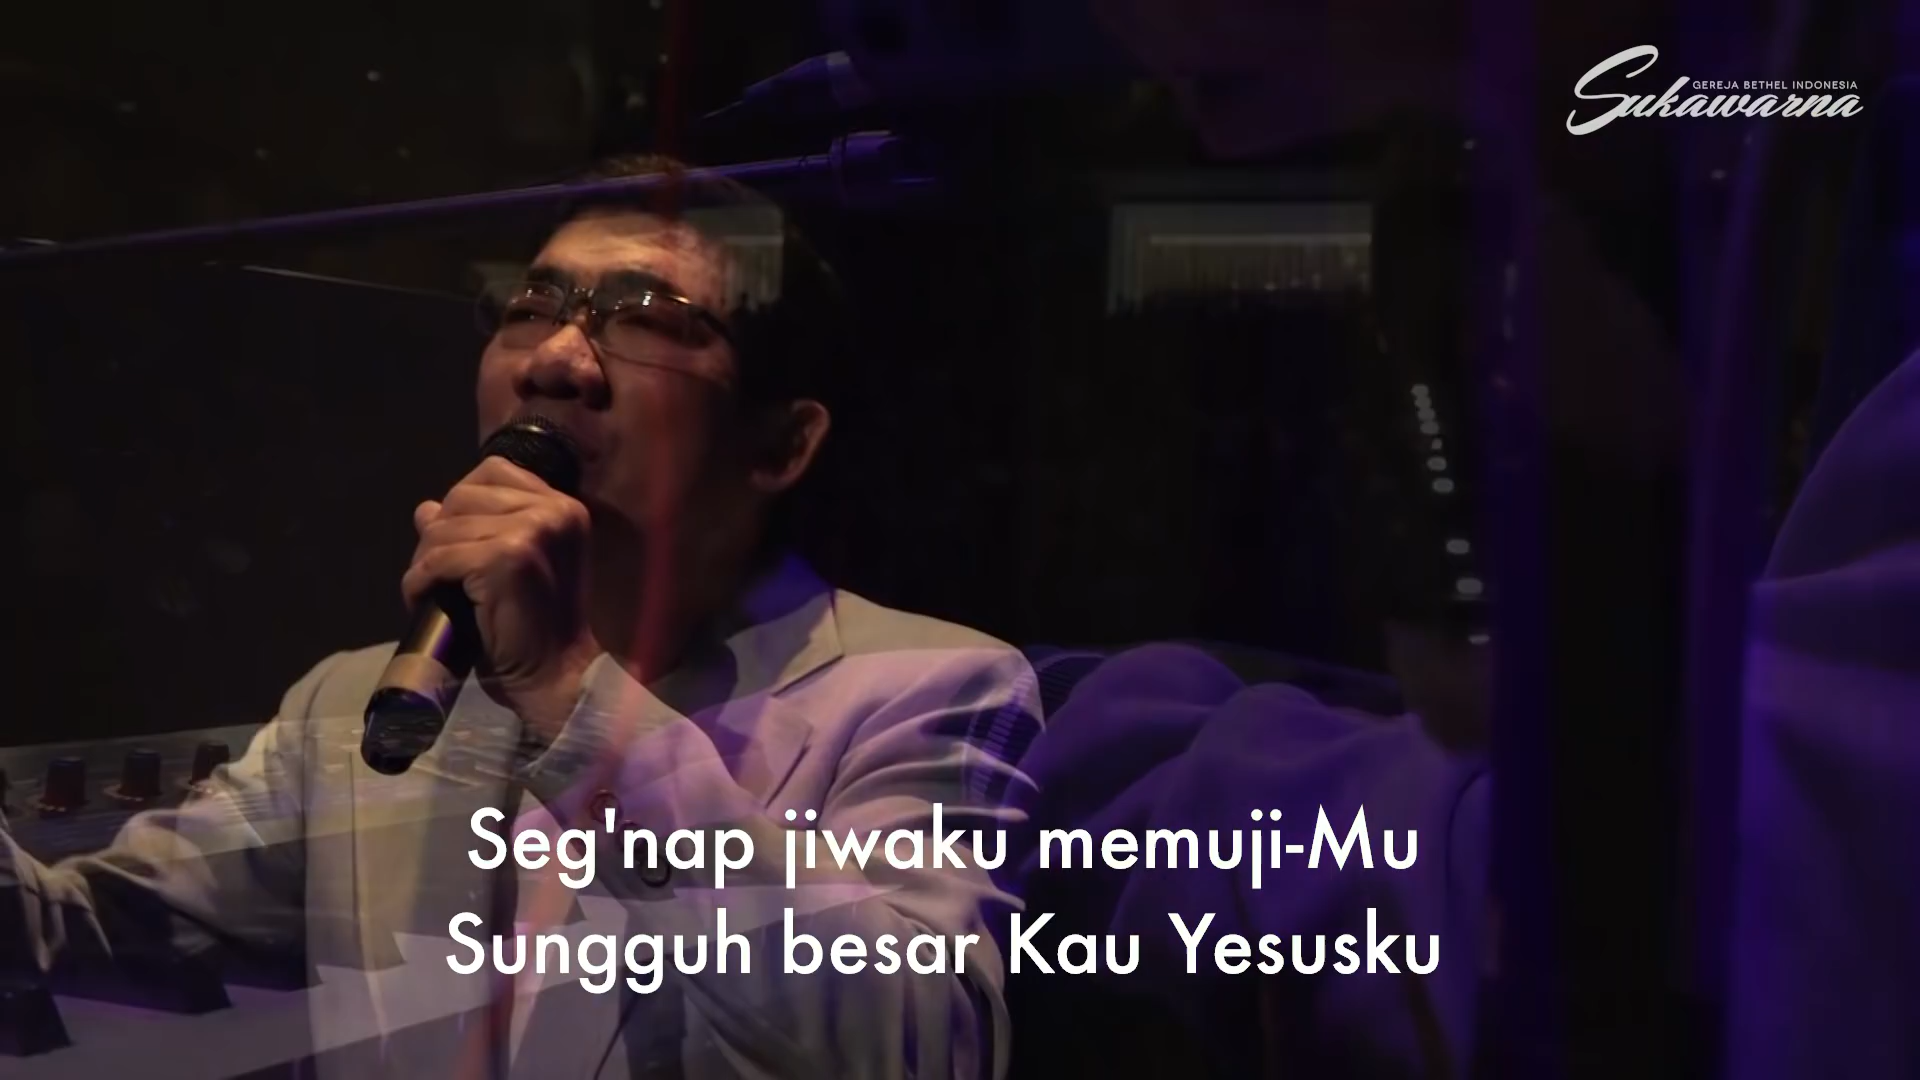 GEREJA BETHEL INDONESIA
Sukawarna
Seg'nap jiwaku memuji-Mu
Sungguh besar Kau Yesusku